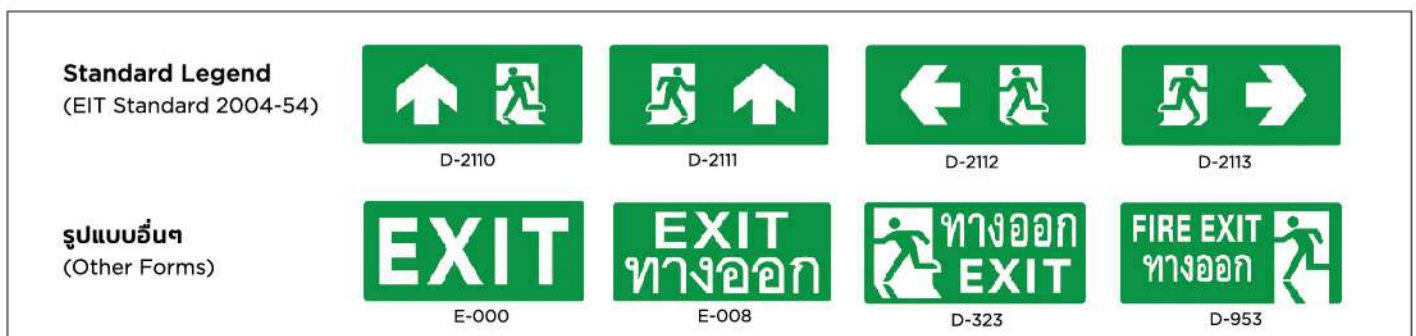 Standard Legend
(EIT Standard 2004-54)
D-2110
D-2111
D-2112
D-2113
รูปแบบอื่นๆ
(Other Forms)
EXIT
E-000
EXIT
ทางออก
E-008
ทางออก
EXIT
D-323
FIRE EXIT
ทางออก
D-953